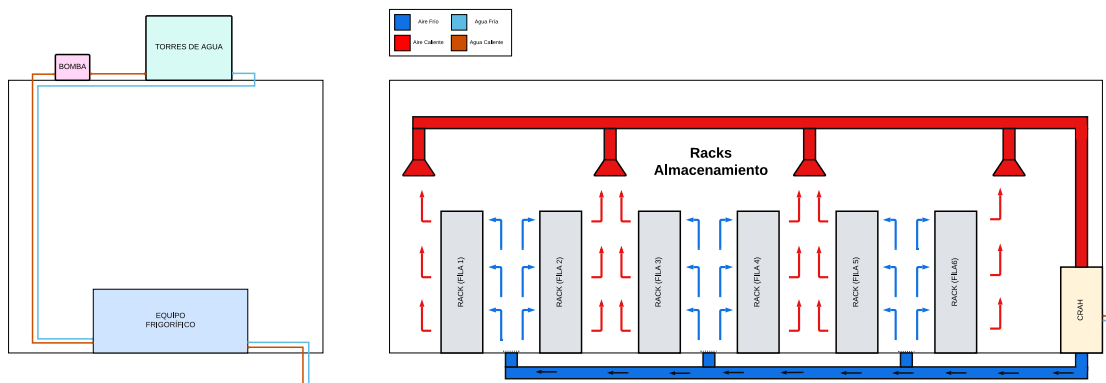 Aire Frío
Agua Fría
Aire Caliente
Agua Caliente
TORRES DE AGUA
BOMBA
Racks
Almacenamiento
RACK (FILA 1)
RACK (FILA 2)
RACK (FILA 3)
RACK (FILA 4)
RACK (FILA 5)
RACK (FILA6)
CRAH
EQUÍPO
FRIGORÍFICO